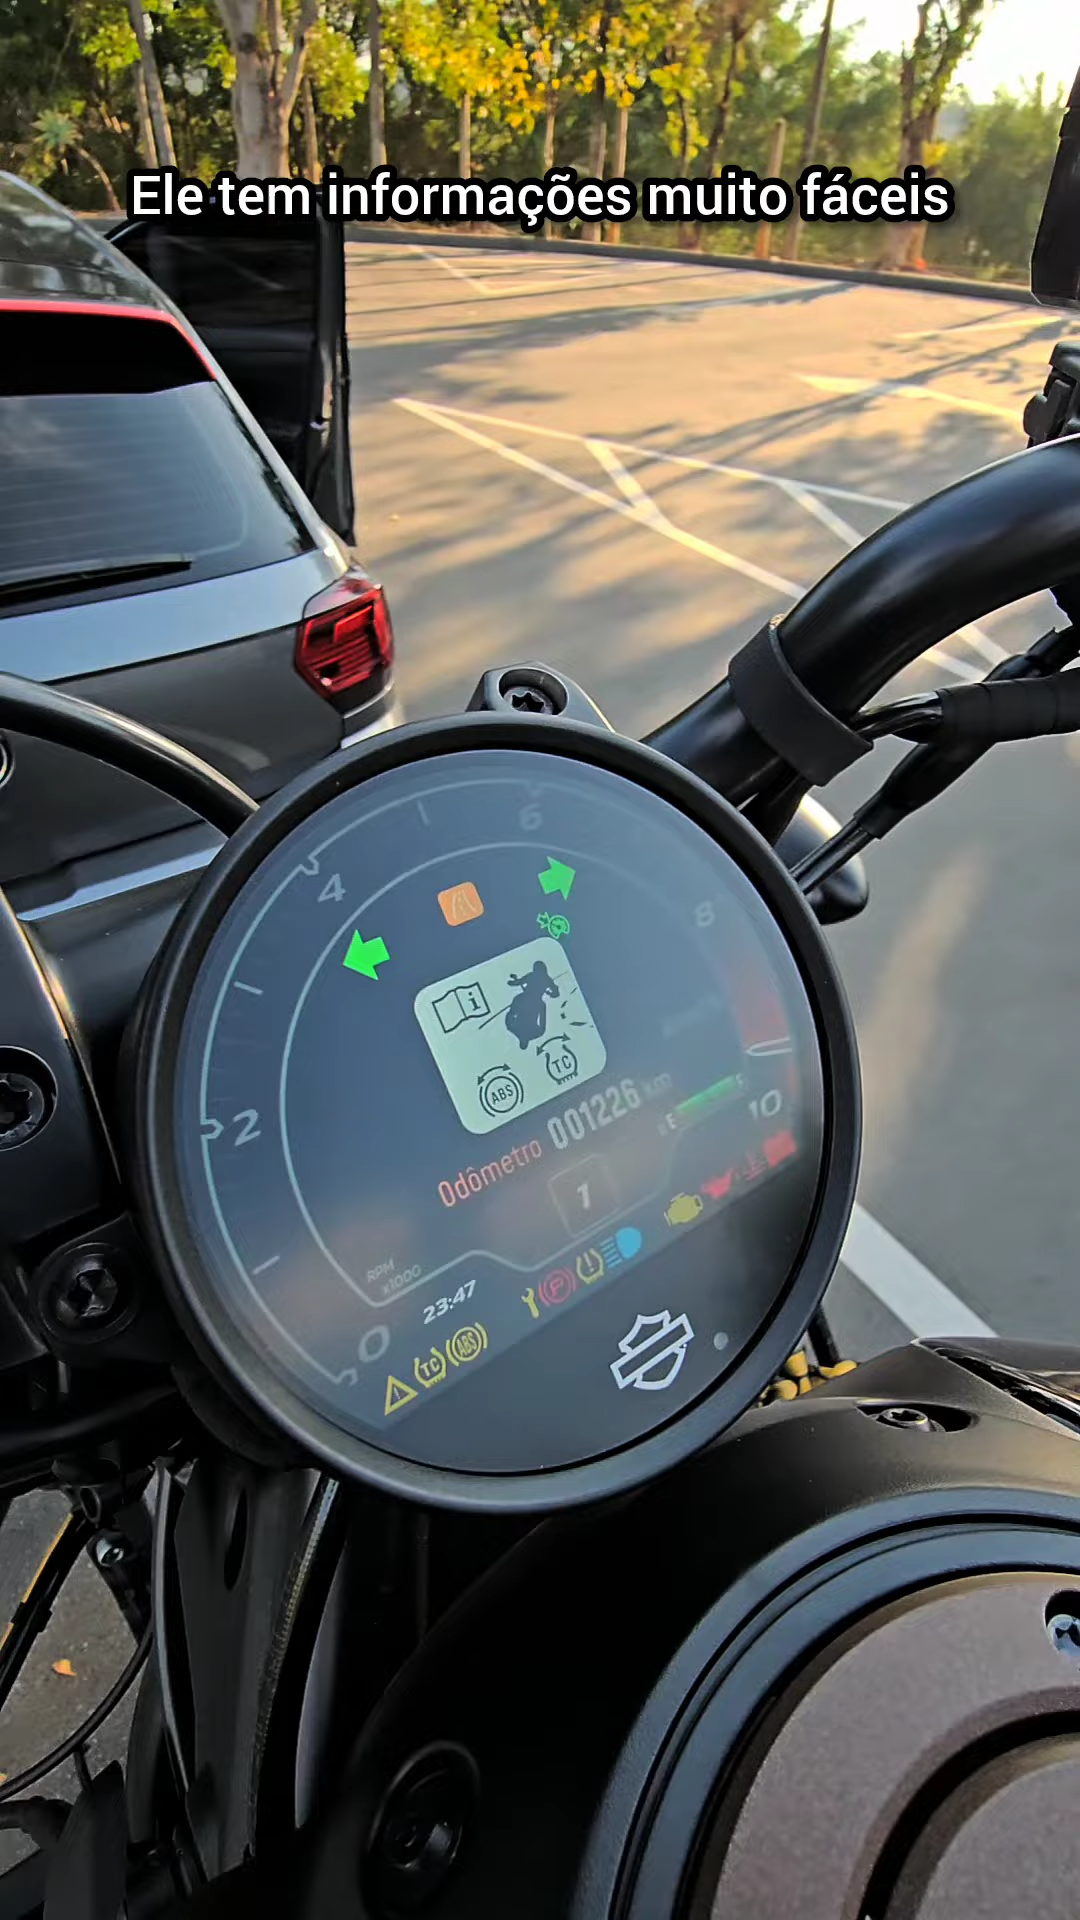 Ele tem informações muito fáceis
4
6
8
2
10
0
i
ABS
TC
Odômetro 001226 km
E
F
1
RPM
x1000
23:47
TC
ABS
P